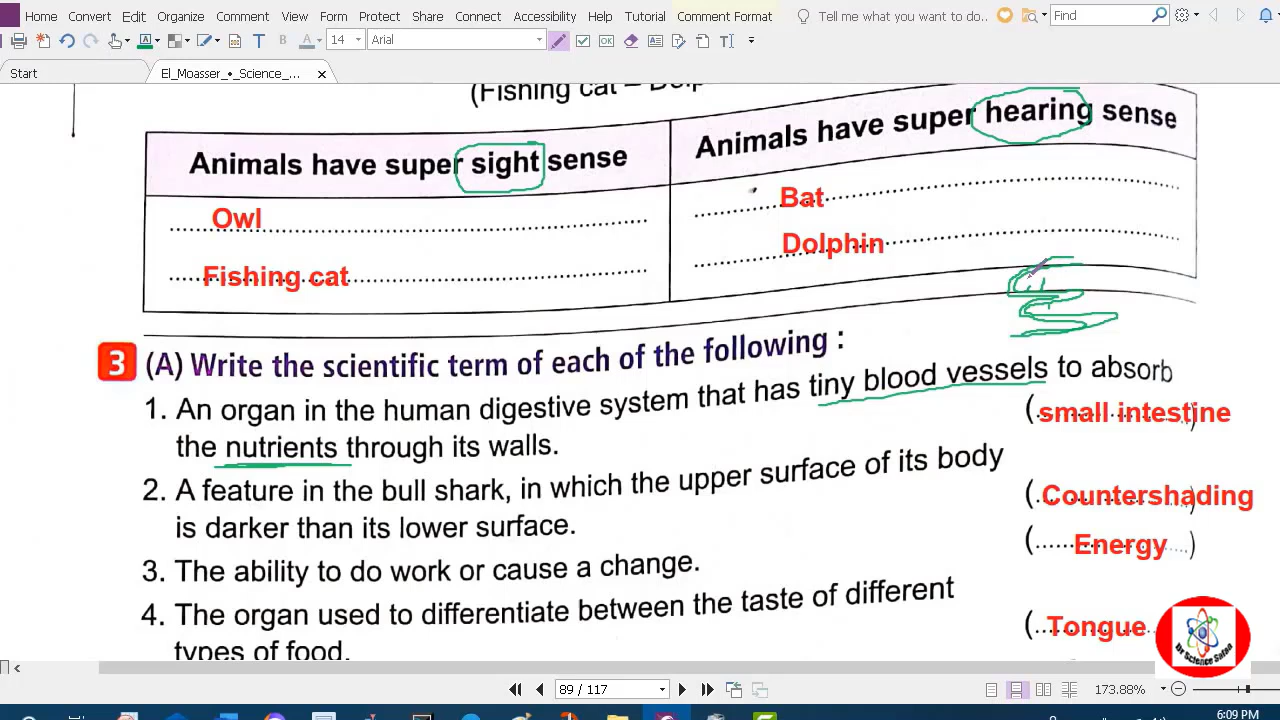 Home Edit Organize Comment View Form Protect Share Connect Accessibility Help Tutorial Comment Format Tell me what you want to do.. Find
14 Arial
Start El_Moasser_•_Science_...
(Fishing cat –
Animals have super sight sense
Animals have super hearing sense
Owl
Bat
Fishing cat
Dolphin
3 (A) Write the scientific term of each of the following :
1. An organ in the human digestive system that has tiny blood vessels to absorb
the nutrients through its walls. (small intestine)
2. A feature in the bull shark, in which the upper surface of its body
is darker than its lower surface. (Countershading)
3. The ability to do work or cause a change. (Energy)
4. The organ used to differentiate between the taste of different
types of food. (Tongue
Dr Science Safaa
89 / 117 173.88%
6:09 PM